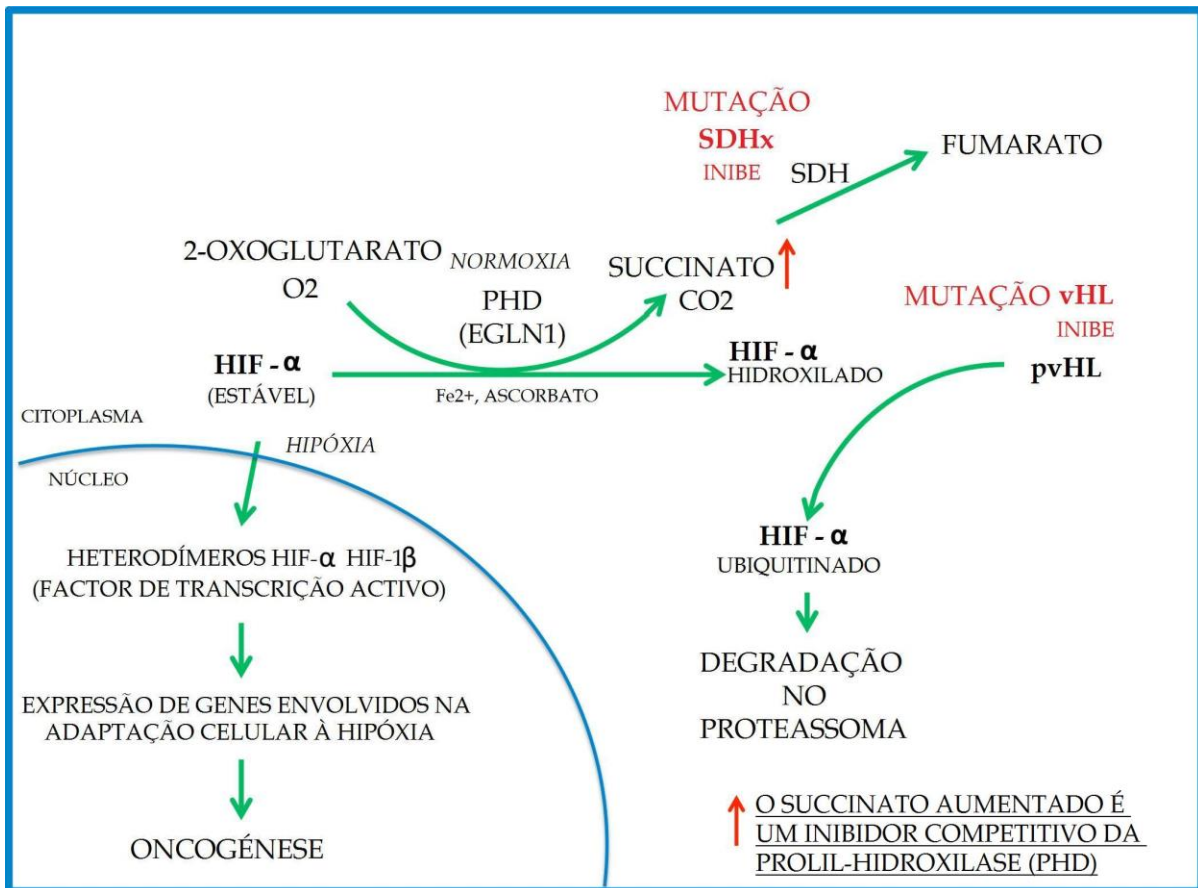 MUTAÇÃO
SDHx
INIBE
SDH
FUMARATO
2-OXOGLUTARATO
O2
NORMOXIA
PHD
(EGLN1)
SUCCINATO
CO2
MUTAÇÃO vHL
INIBE
pvHL
HIF - α
(ESTÁVEL)
Fe2+, ASCORBATO
HIF - α
HIDROXILADO
CITOPLASMA
HIPÓXIA
NÚCLEO
HETERODÍMEROS HIF-α HIF-1β
(FACTOR DE TRANSCRIÇÃO ACTIVO)
EXPRESSÃO DE GENES ENVOLVIDOS NA
ADAPTAÇÃO CELULAR À HIPÓXIA
ONCOGÉNESE
HIF - α
UBIQUITINADO
DEGRADAÇÃO
NO
PROTEASSOMA
O SUCCINATO AUMENTADO É
UM INIBIDOR COMPETITIVO DA
PROLIL-HIDROXILASE (PHD)